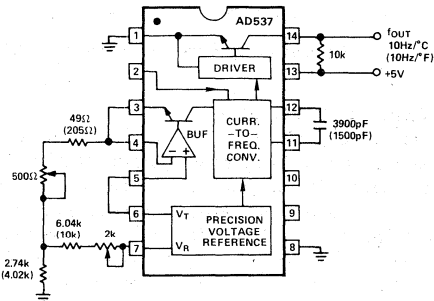 AD537
1
14
fOUT
10Hz/°C
(10Hz/°F)
10k
DRIVER
2
13
+5V
49Ω
(205Ω)
3
12
BUF
CURR.
–TO–
FREQ.
CONV.
3900pF
(1500pF)
4
– +
11
500Ω
5
10
6.04k
(10k)
2k
6
VT
PRECISION
VOLTAGE
REFERENCE
9
7
VR
8
2.74k
(4.02k)